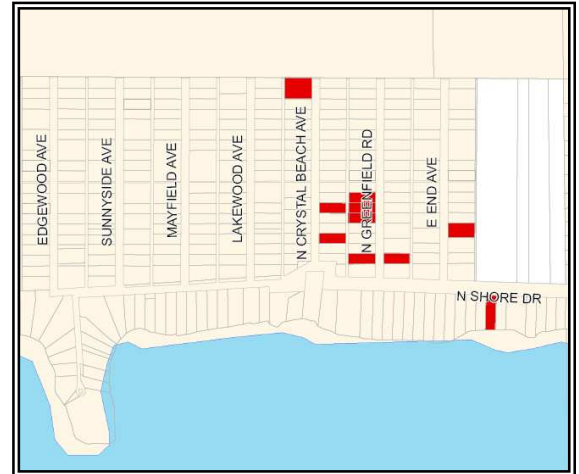 EDGEWOOD AVE
SUNNYSIDE AVE
MAYFIELD AVE
LAKEWOOD AVE
N CRYSTAL BEACH AVE
N GREENFIELD RD
E END AVE
N SHORE DR